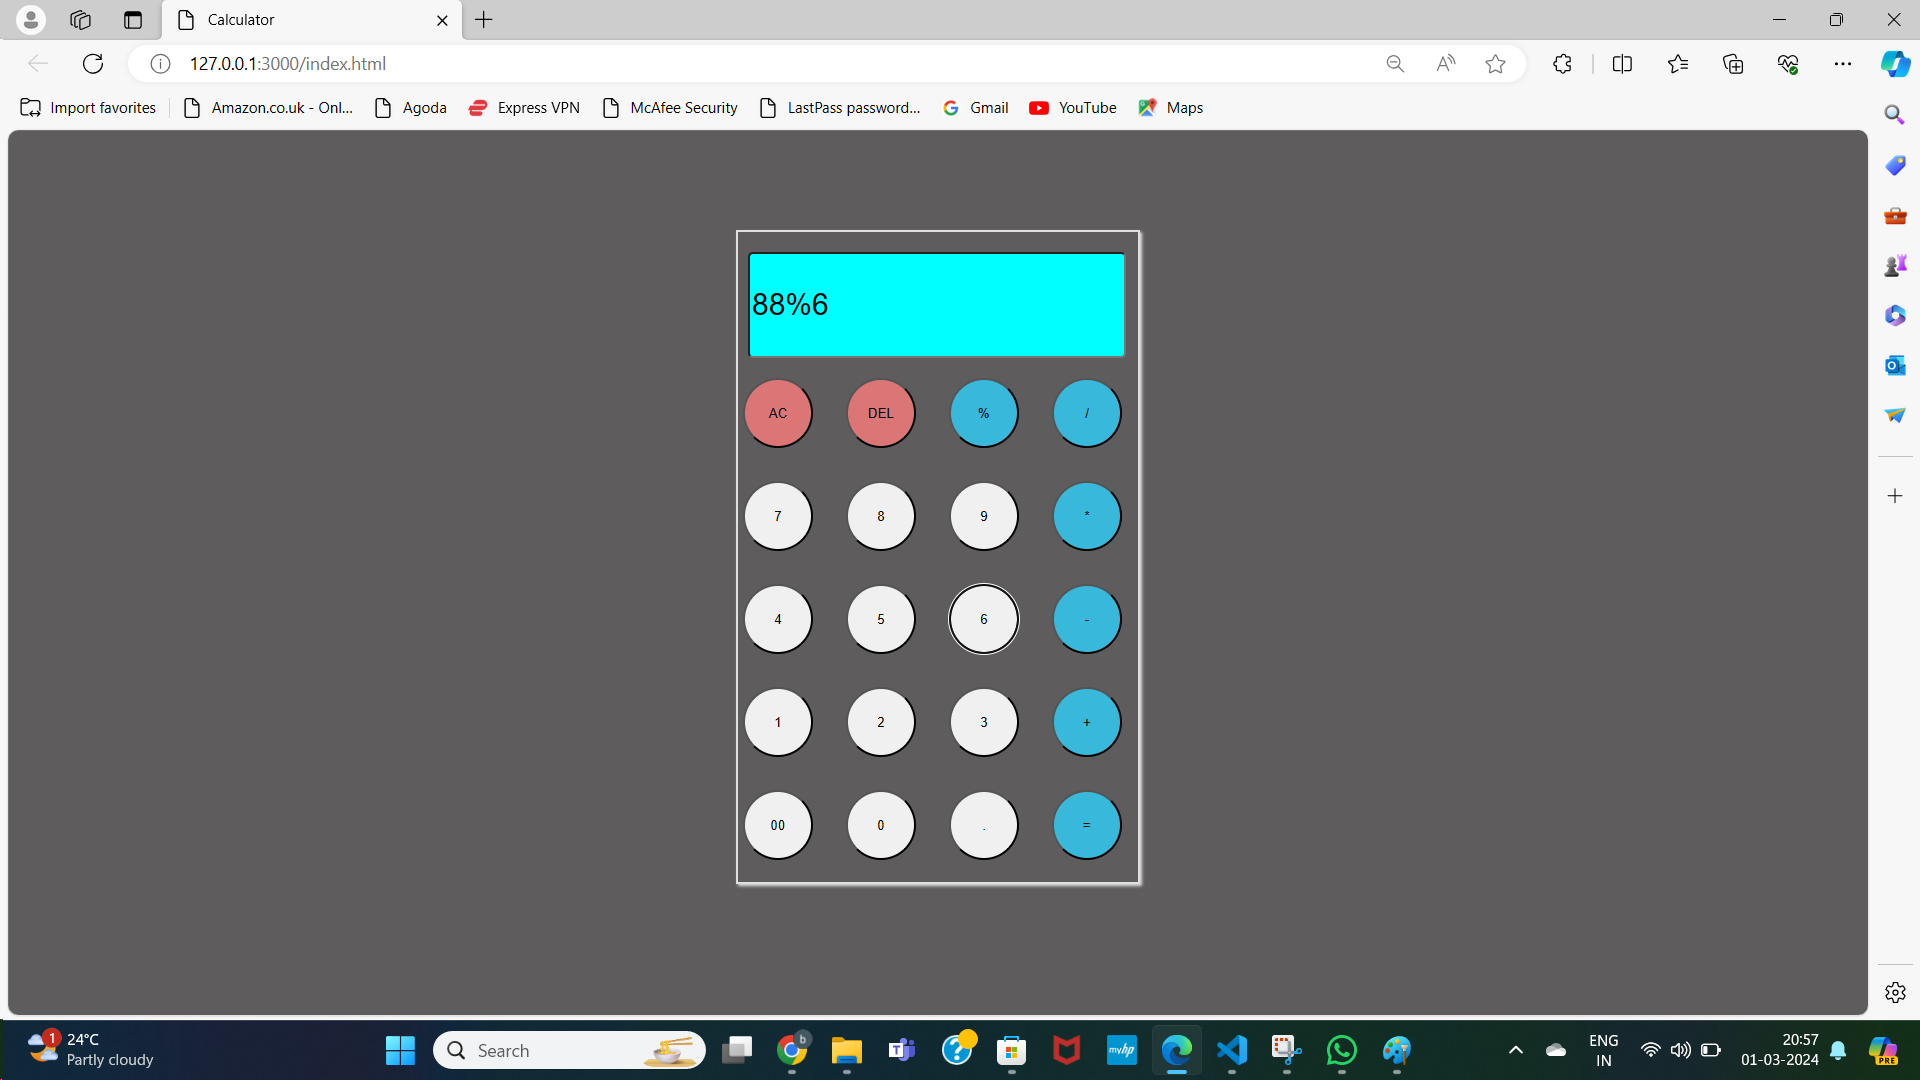 Calculator
127.0.0.1:3000/index.html
Import favorites Amazon.co.uk - Onl... Agoda Express VPN McAfee Security LastPass password... Gmail YouTube Maps
88%6
AC DEL % /
7 8 9 *
4 5 6 -
1 2 3 +
00 0 . =
1 24°C
Partly cloudy
Search
b
myhp
ENG
IN
20:57
01-03-2024
PRE